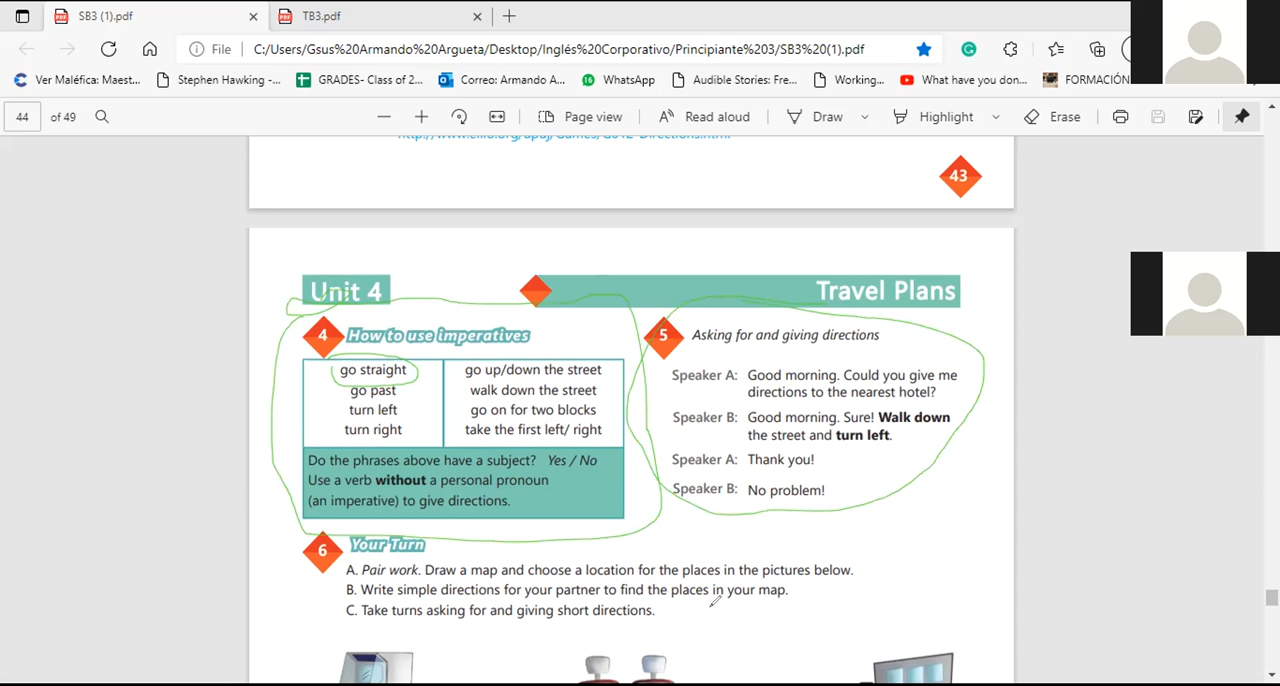 SB3 (1).pdf
TB3.pdf
File
C:/Users/Gsus%20Armando%20Argueta/Desktop/Inglés%20Corporativo/Principiante%203/SB3%20(1).pdf
Ver Maléfica: Maest...
Stephen Hawking -...
GRADES- Class of 2...
Correo: Armando A...
WhatsApp
Audible Stories: Fre...
Working...
What have you don...
FORMACIÓN
44 of 49
Page view
Read aloud
Draw
Highlight
Erase
43
Unit 4
Travel Plans
4 How to use imperatives
go straight
go past
turn left
turn right
go up/down the street
walk down the street
go on for two blocks
take the first left/ right
Do the phrases above have a subject? Yes / No
Use a verb without a personal pronoun
(an imperative) to give directions.
5 Asking for and giving directions
Speaker A: Good morning. Could you give me
directions to the nearest hotel?
Speaker B: Good morning. Sure! Walk down
the street and turn left.
Speaker A: Thank you!
Speaker B: No problem!
6 Your Turn
A. Pair work. Draw a map and choose a location for the places in the pictures below.
B. Write simple directions for your partner to find the places in your map.
C. Take turns asking for and giving short directions.